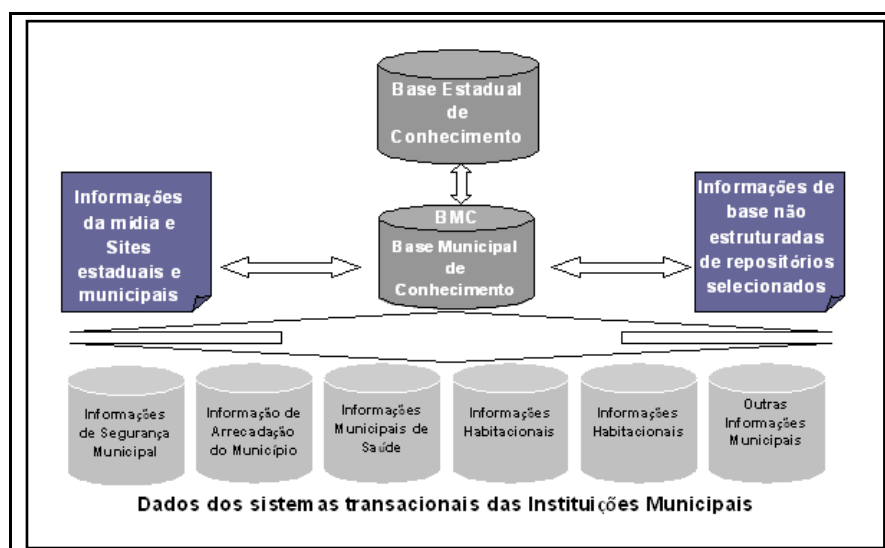 Base Estadual
de
Conhecimento
Informações
da mídia e
Sites
estaduais e
municipais
BMC
Base Municipal
de
Conhecimento
Informações de
base não
estruturadas
de repositórios
selecionados
Informações
de Segurança
Municipal
Informação de
Arrecadação
do Município
Informações
Municipais de
Saúde
Informações
Habitacionais
Informações
Habitacionais
Outras
Informações
Municipais
Dados dos sistemas transacionais das Instituições Municipais